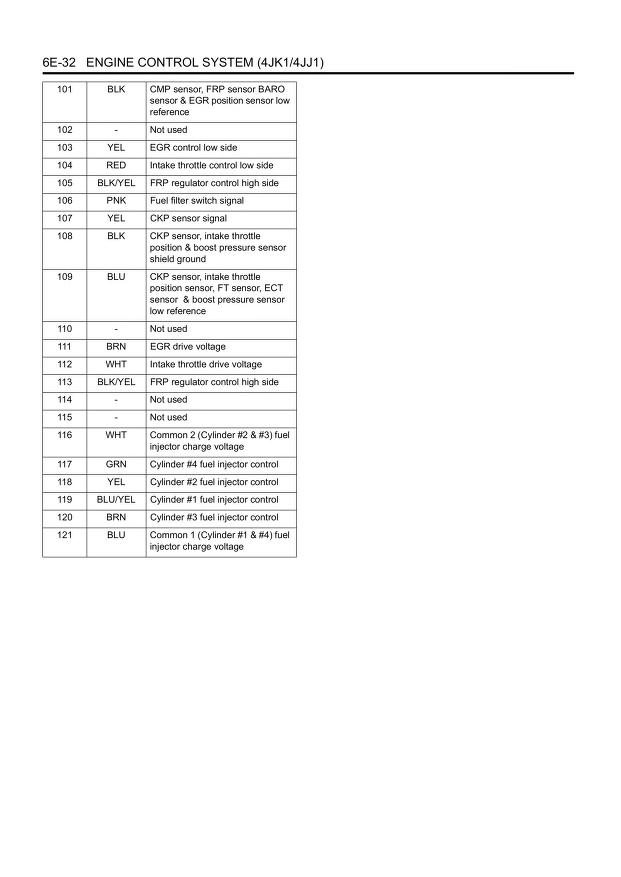 6E-32 ENGINE CONTROL SYSTEM (4JK1/4JJ1)
101 BLK CMP sensor, FRP sensor BARO
sensor & EGR position sensor low
reference
102 - Not used
103 YEL EGR control low side
104 RED Intake throttle control low side
105 BLK/YEL FRP regulator control high side
106 PNK Fuel filter switch signal
107 YEL CKP sensor signal
108 BLK CKP sensor, intake throttle
position & boost pressure sensor
shield ground
109 BLU CKP sensor, intake throttle
position sensor, FT sensor, ECT
sensor & boost pressure sensor
low reference
110 - Not used
111 BRN EGR drive voltage
112 WHT Intake throttle drive voltage
113 BLK/YEL FRP regulator control high side
114 - Not used
115 - Not used
116 WHT Common 2 (Cylinder #2 & #3) fuel
injector charge voltage
117 GRN Cylinder #4 fuel injector control
118 YEL Cylinder #2 fuel injector control
119 BLU/YEL Cylinder #1 fuel injector control
120 BRN Cylinder #3 fuel injector control
121 BLU Common 1 (Cylinder #1 & #4) fuel
injector charge voltage